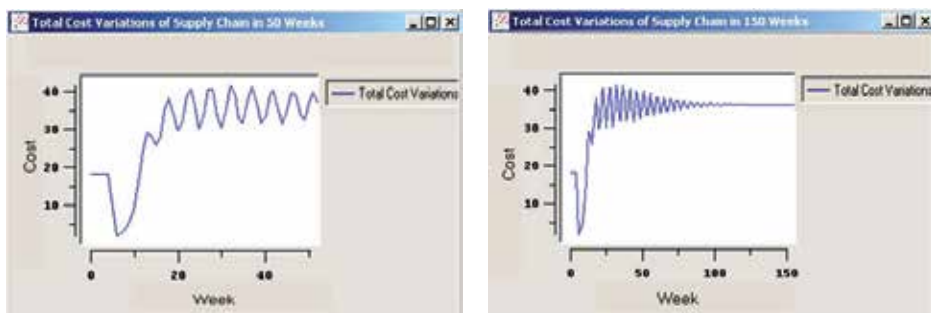 Total Cost Variations of Supply Chain in 50 Weeks
Cost
40
30
20
10
0 20 40
Week
Total Cost Variations
Total Cost Variations of Supply Chain in 150 Weeks
Cost
40
30
20
10
0 50 100 150
Week
Total Cost Variations